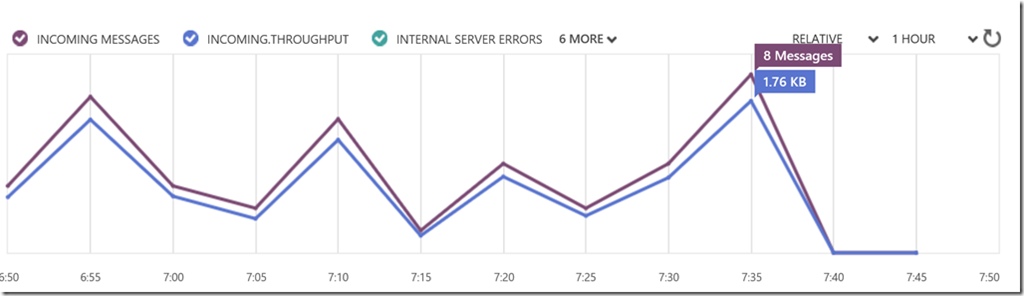 INCOMING MESSAGES INCOMING.THROUGHPUT INTERNAL SERVER ERRORS 6 MORE RELATIVE 1 HOUR
8 Messages
1.76 KB
6:50 6:55 7:00 7:05 7:10 7:15 7:20 7:25 7:30 7:35 7:40 7:45 7:50